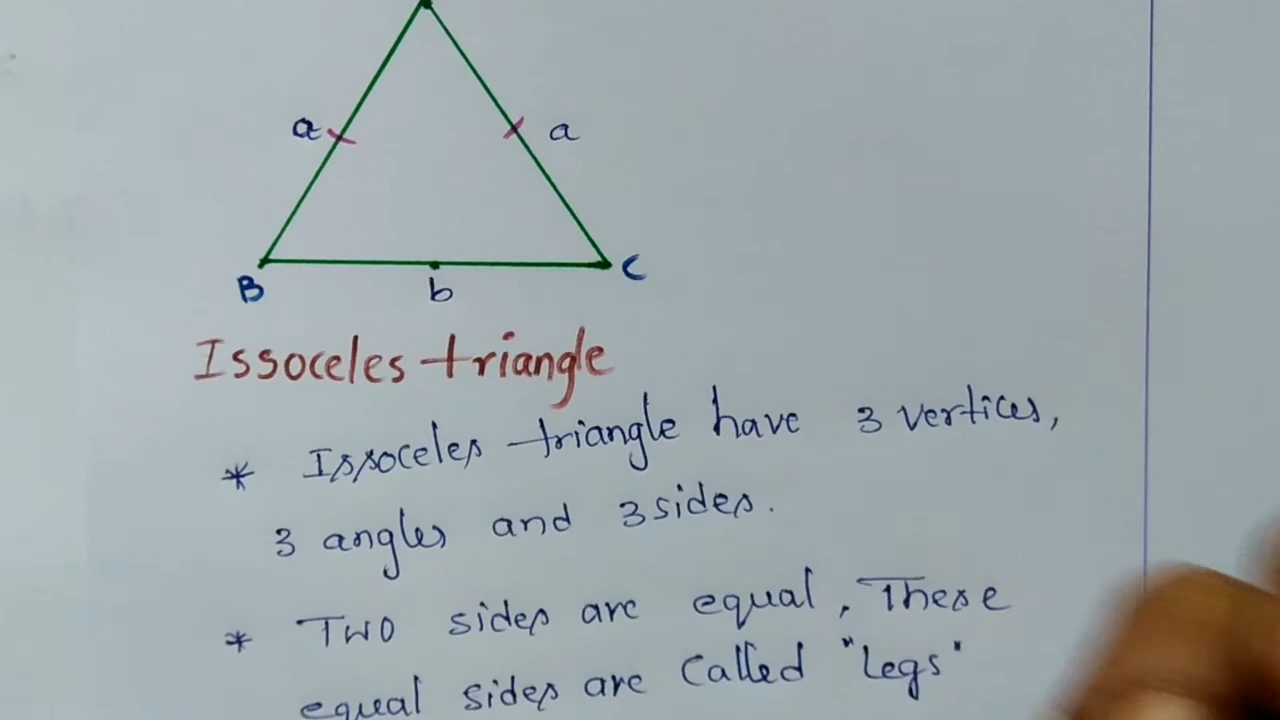 a a
B b C
Issoceles triangle
* Issoceles triangle have 3 vertices,
3 angles and 3 sides.
* Two sides are equal, These
equal sides are called "Legs"